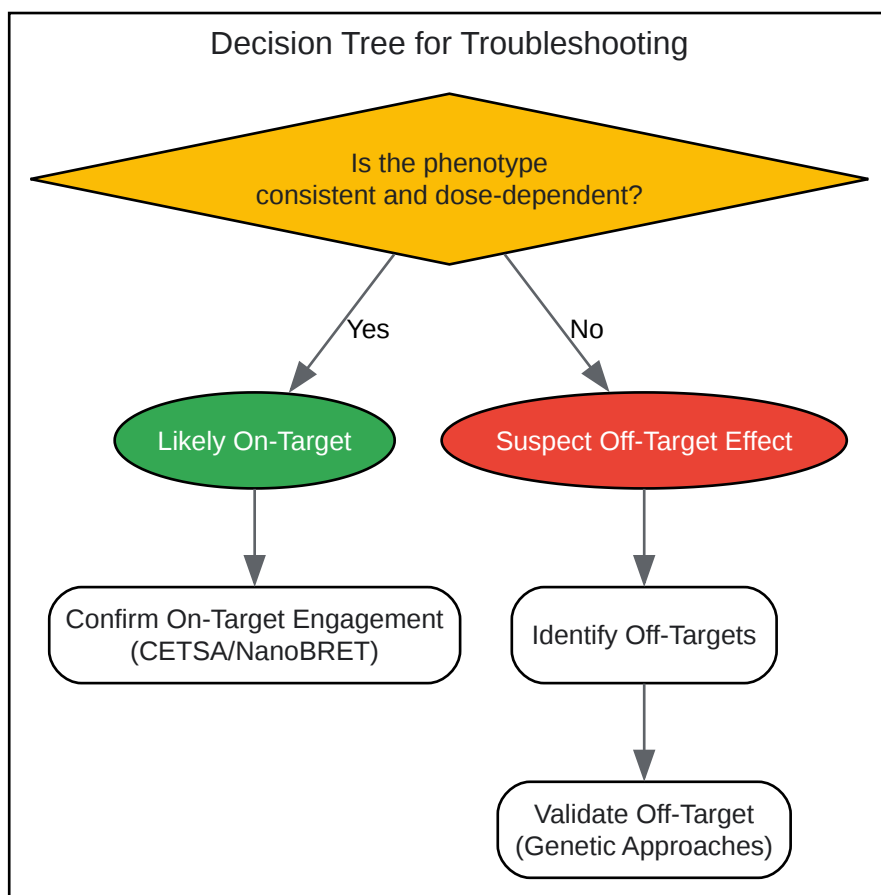 Decision Tree for Troubleshooting
Is the phenotype
consistent and dose-dependent?
Yes
No
Likely On-Target
Suspect Off-Target Effect
Confirm On-Target Engagement
(CETSA/NanoBRET)
Identify Off-Targets
Validate Off-Target
(Genetic Approaches)